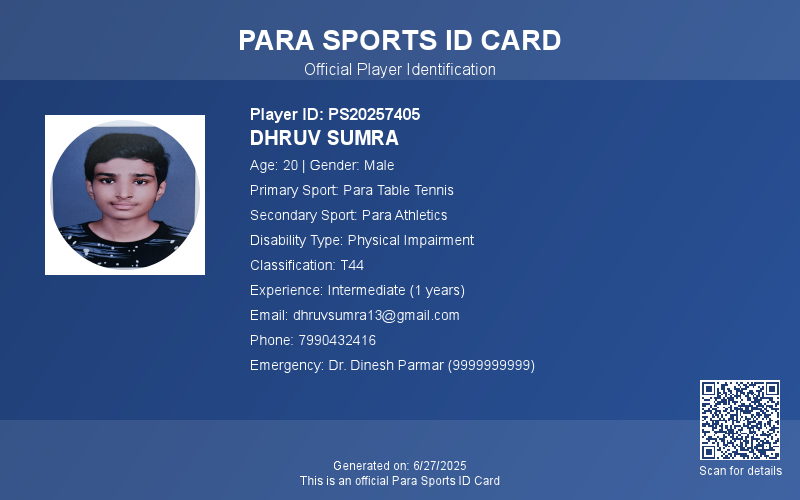 PARA SPORTS ID CARD
Official Player Identification
Player ID: PS20257405
DHRUV SUMRA
Age: 20 | Gender: Male
Primary Sport: Para Table Tennis
Secondary Sport: Para Athletics
Disability Type: Physical Impairment
Classification: T44
Experience: Intermediate (1 years)
Email: dhruvsumra13@gmail.com
Phone: 7990432416
Emergency: Dr. Dinesh Parmar (9999999999)
Scan for details
Generated on: 6/27/2025
This is an official Para Sports ID Card